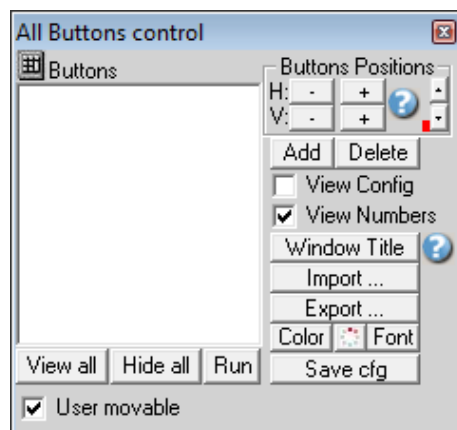 All Buttons control
Buttons
Buttons Positions
H: - +
V: - +
?
Add Delete
View Config
View Numbers
Window Title ?
Import ...
Export ...
Color Font
View all Hide all Run Save cfg
User movable